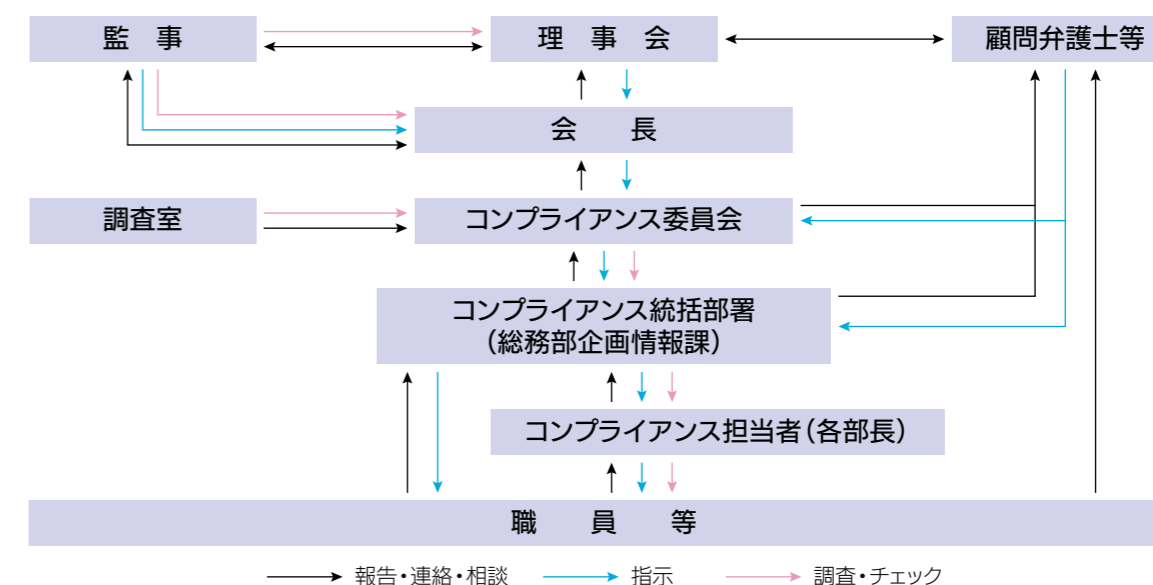 監　事
理　事　会
顧問弁護士等
会　　長
調査室
コンプライアンス委員会
コンプライアンス統括部署
（総務部企画情報課）
コンプライアンス担当者（各部長）
職　　員　　等
報告・連絡・相談
指示
調査・チェック